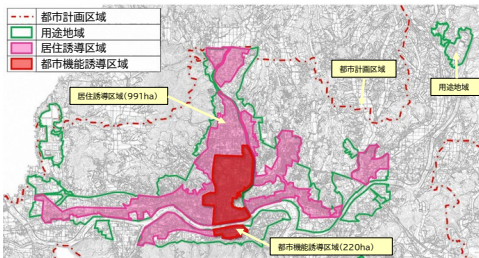 都市計画区域
用途地域
居住誘導区域
都市機能誘導区域
都市計画区域
用途地域
居住誘導区域(991ha)
都市機能誘導区域(220ha)